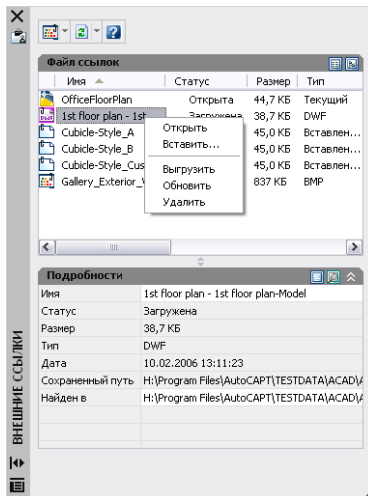 Файл ссылок
Имя Статус Размер Тип
OfficeFloorPlan Открыта 44,7 КБ Текущий
1st floor plan - 1st Загружена 38,7 КБ DWF
Cubicle-Style_A 45,0 КБ Вставлен...
Cubicle-Style_B 45,0 КБ Вставлен...
Cubicle-Style_Cus 45,0 КБ Вставлен...
Gallery_Exterior_ 837 КБ BMP
Открыть
Вставить...
Выгрузить
Обновить
Удалить
Подробности
Имя 1st floor plan - 1st floor plan-Model
Статус Загружена
Размер 38,7 КБ
Тип DWF
Дата 10.02.2006 13:11:23
Сохраненный путь H:\Program Files\AutoCAPT\TESTDATA\ACAD\
Найден в H:\Program Files\AutoCAPT\TESTDATA\ACAD\
ВНЕШНИЕ ССЫЛКИ